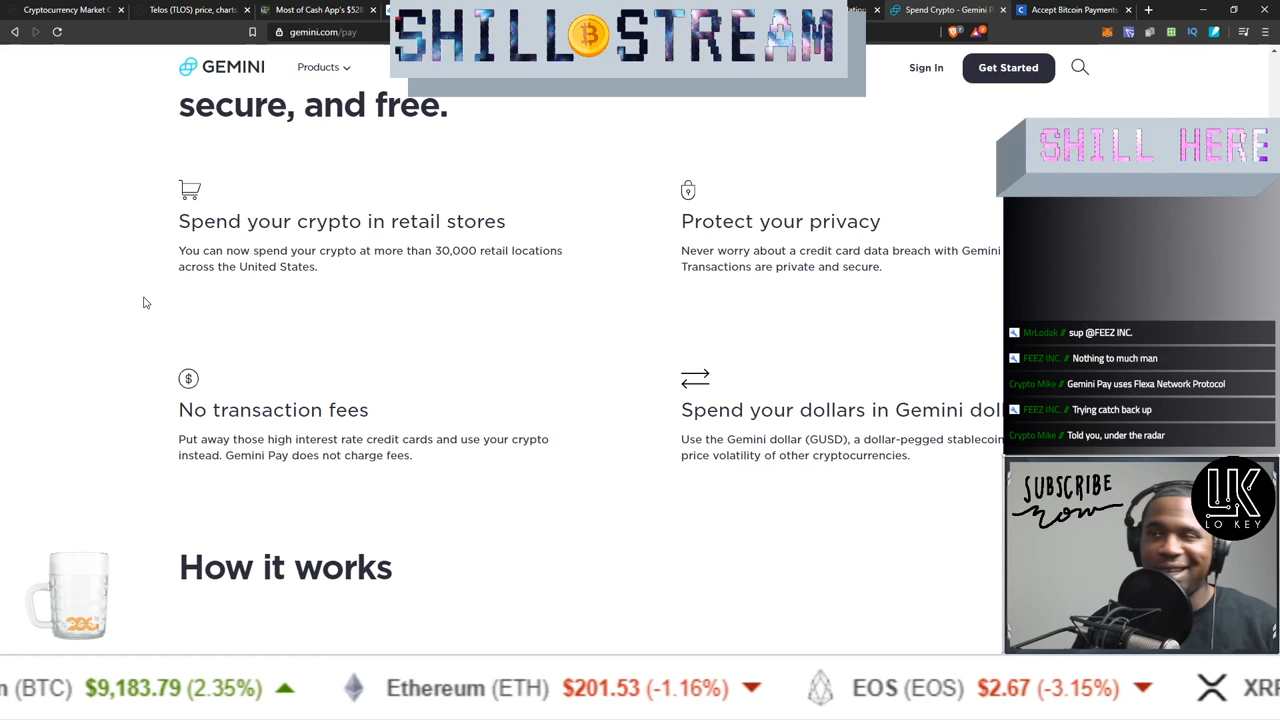 Cryptocurrency Market C
Telos (TLOS) price, charts
Most of Cash App's $528
Spend Crypto - Gemini P
Accept Bitcoin Payments
gemini.com/pay
SHILL STREAM
GEMINI
Products
Sign In
Get Started
secure, and free.
SHILL HERE
Spend your crypto in retail stores
You can now spend your crypto at more than 30,000 retail locations
across the United States.
Protect your privacy
Never worry about a credit card data breach with Gemini
Transactions are private and secure.
No transaction fees
Put away those high interest rate credit cards and use your crypto
instead. Gemini Pay does not charge fees.
Spend your dollars in Gemini doll
Use the Gemini dollar (GUSD), a dollar-pegged stablecoin
price volatility of other cryptocurrencies.
How it works
MrLodak // sup @FEEZ INC.
FEEZ INC. // Nothing to much man
Crypto Mike // Gemini Pay uses Flexa Network Protocol
FEEZ INC. // Trying catch back up
Crypto Mike // Told you, under the radar
SUBSCRIBE
now
LK
LO KEY
n (BTC) $9,183.79 (2.35%)
Ethereum (ETH) $201.53 (-1.16%)
EOS (EOS) $2.67 (-3.15%)
XRP